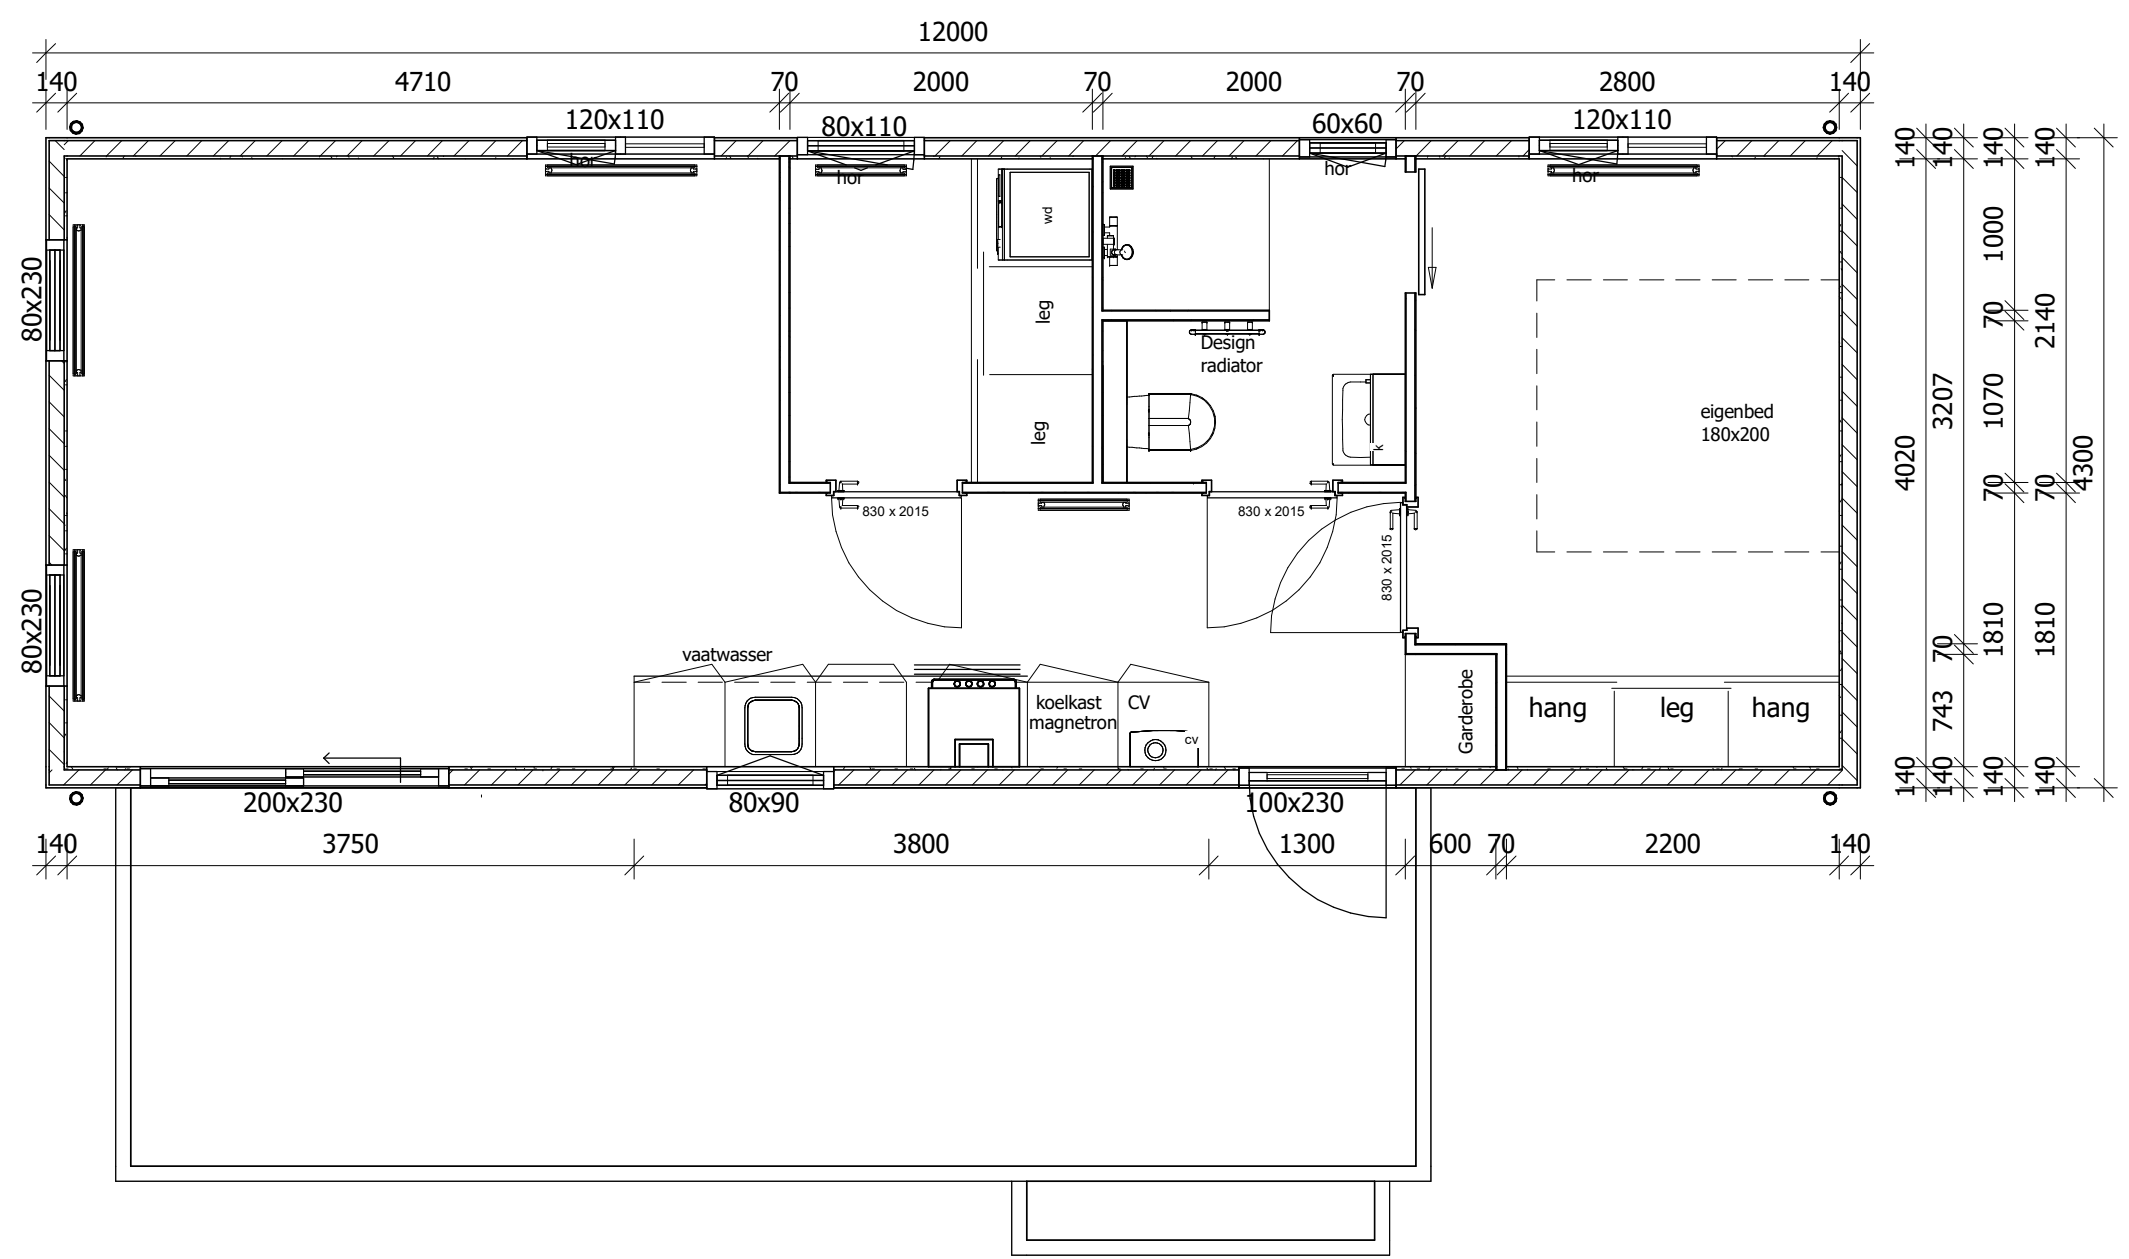 12000
140 4710 70 2000 70 2000 70 2800 140
120x110 80x110 60x60 120x110
hor hor hor hor
80x230
80x230
wd
leg
leg
Design
radiator
k
eigenbed
180x200
830 x 2015
830 x 2015
830 x 2015
vaatwasser
koelkast
magnetron
CV
cv
Garderobe
hang leg hang
200x230 80x90 100x230
140 3750 3800 1300 600 70 2200 140
140 4020 140
140 3207 70 743 140
140 1000 70 1070 70 1810 140
140 2140 70 1810 140
4300